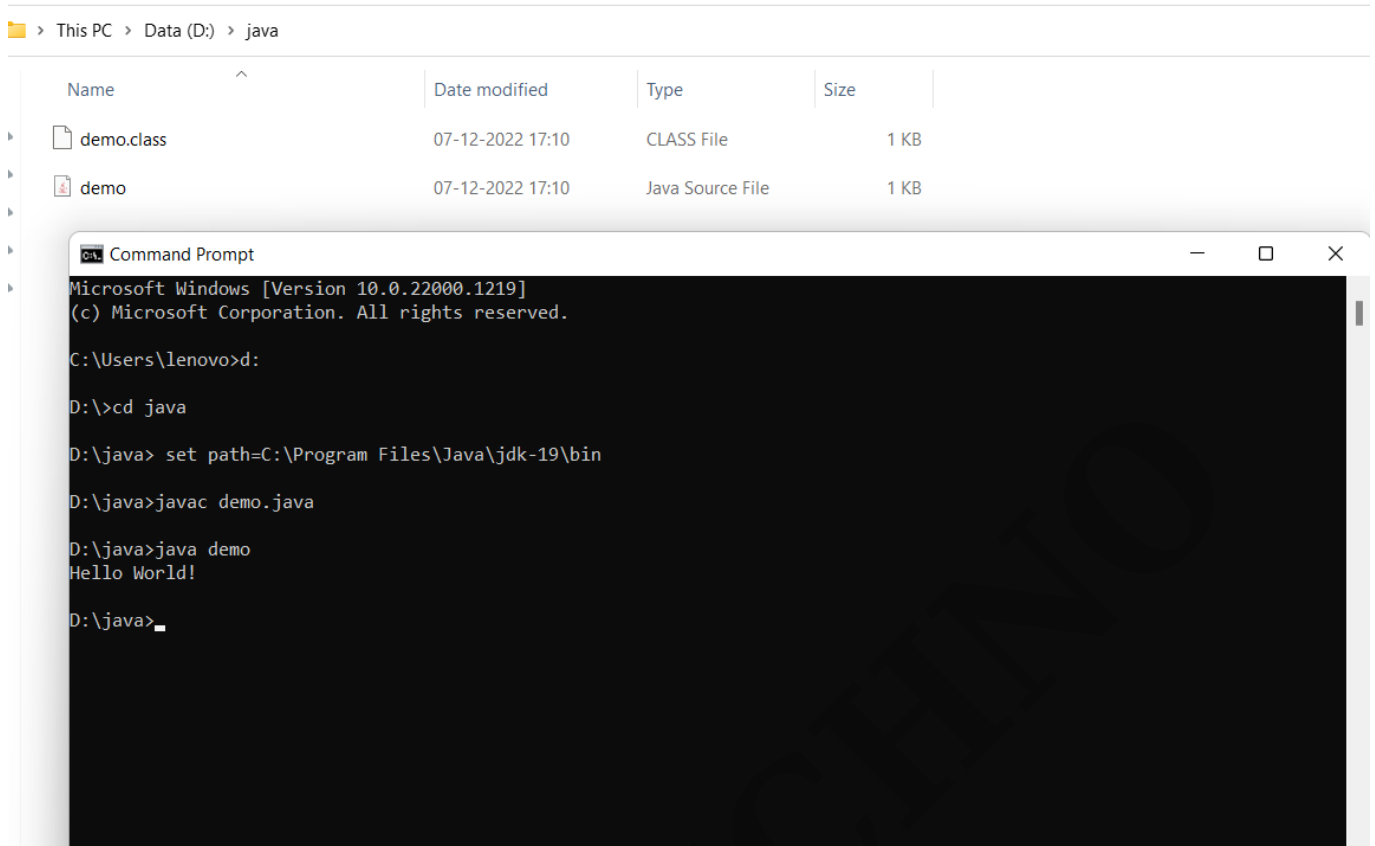 This PC > Data (D:) > java
Name Date modified Type Size
demo.class 07-12-2022 17:10 CLASS File 1 KB
demo 07-12-2022 17:10 Java Source File 1 KB
Command Prompt
Microsoft Windows [Version 10.0.22000.1219]
(c) Microsoft Corporation. All rights reserved.
C:\Users\lenovo>d:
D:\>cd java
D:\java> set path=C:\Program Files\Java\jdk-19\bin
D:\java>javac demo.java
D:\java>java demo
Hello World!
D:\java>